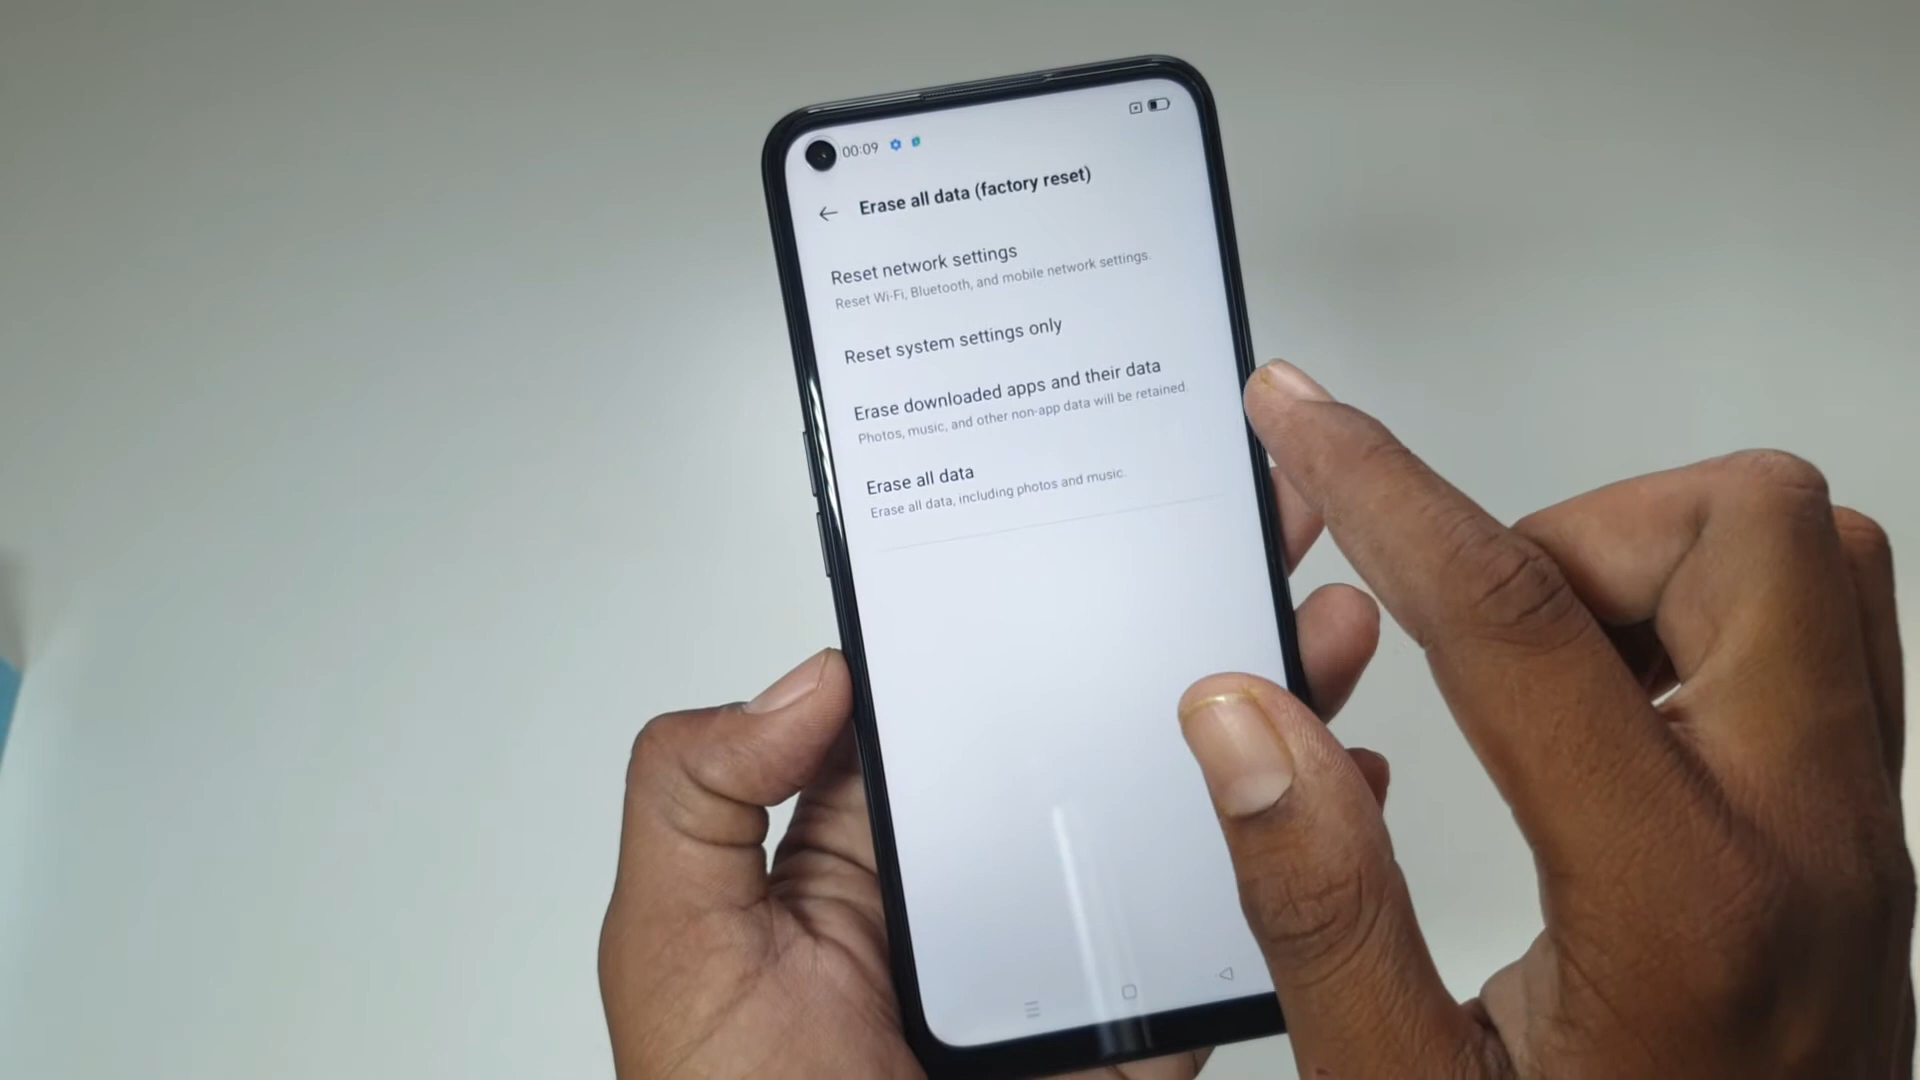 00:09
Erase all data (factory reset)
Reset network settings
Reset Wi-Fi, Bluetooth, and mobile network settings.
Reset system settings only
Erase downloaded apps and their data
Photos, music, and other non-app data will be retained.
Erase all data
Erase all data, including photos and music.